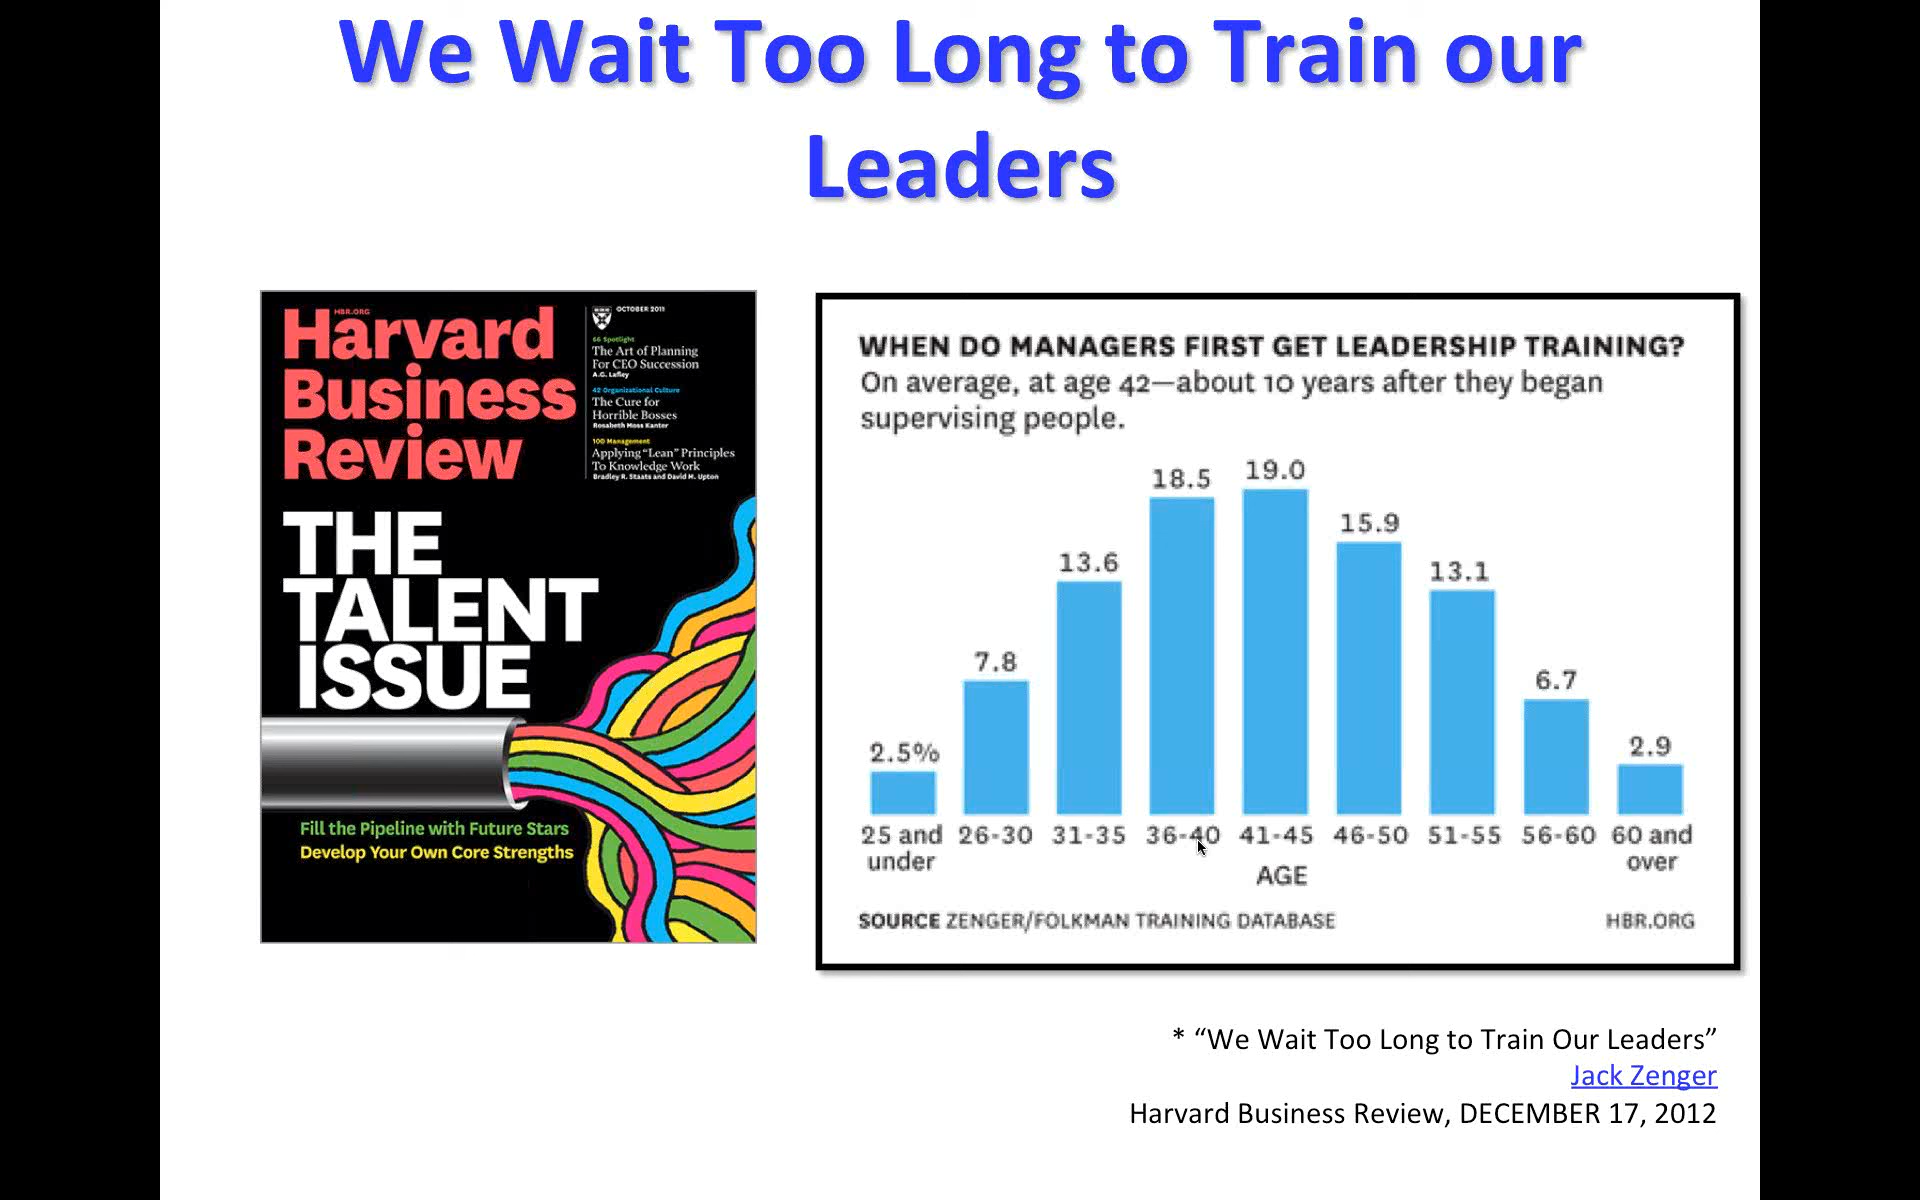 We Wait Too Long to Train our
Leaders
HBR.ORG
Harvard
Business
Review
OCTOBER 2011
66 Spotlight
The Art of Planning
For CEO Succession
A.G. Lafley
42 Organizational Culture
The Cure for
Horrible Bosses
Rosabeth Moss Kanter
100 Management
Applying “Lean” Principles
To Knowledge Work
Bradley R. Staats and David M. Upton
THE
TALENT
ISSUE
Fill the Pipeline with Future Stars
Develop Your Own Core Strengths
WHEN DO MANAGERS FIRST GET LEADERSHIP TRAINING?
On average, at age 42—about 10 years after they began
supervising people.
2.5% 7.8 13.6 18.5 19.0 15.9 13.1 6.7 2.9
25 and 26-30 31-35 36-40 41-45 46-50 51-55 56-60 60 and
under over
AGE
SOURCE ZENGER/FOLKMAN TRAINING DATABASE HBR.ORG
* “We Wait Too Long to Train Our Leaders”
Jack Zenger
Harvard Business Review, DECEMBER 17, 2012